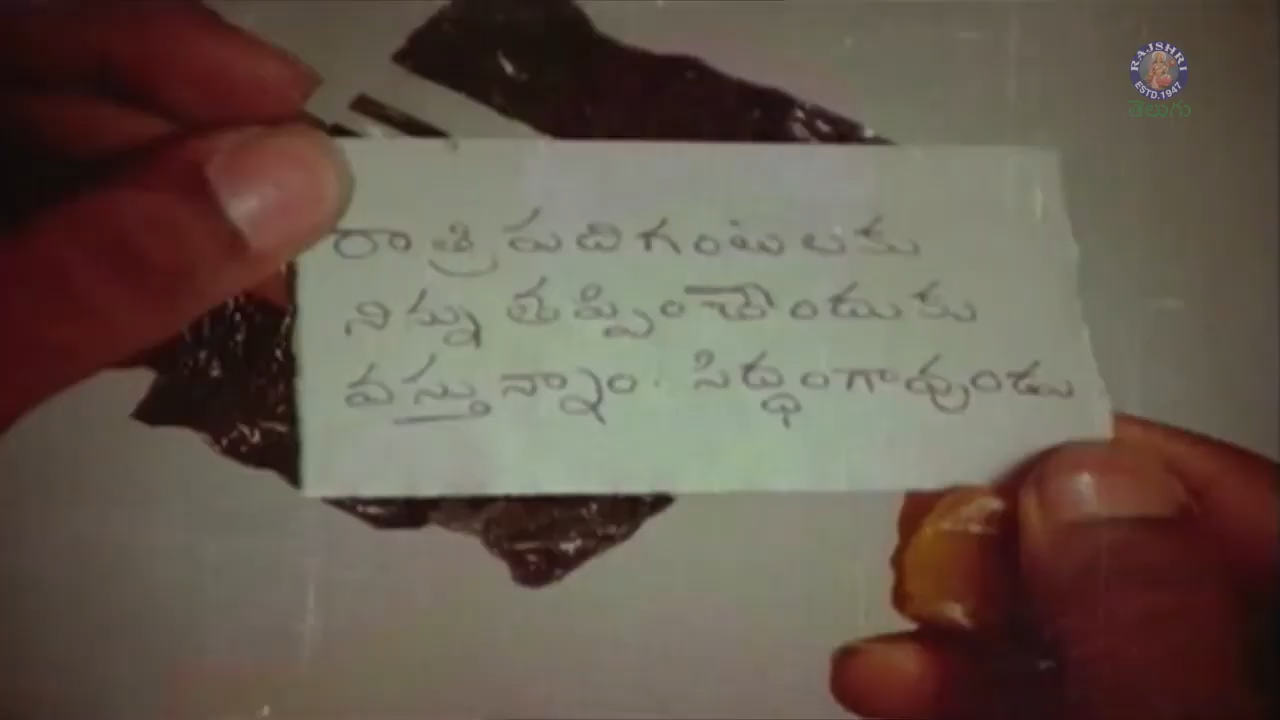 RAJSHRI
ESTD.1947
తెలుగు
రాత్రి పది గంటలకు
నిన్ను తప్పించేందుకు
వస్తున్నాం. సిద్ధంగావుండు